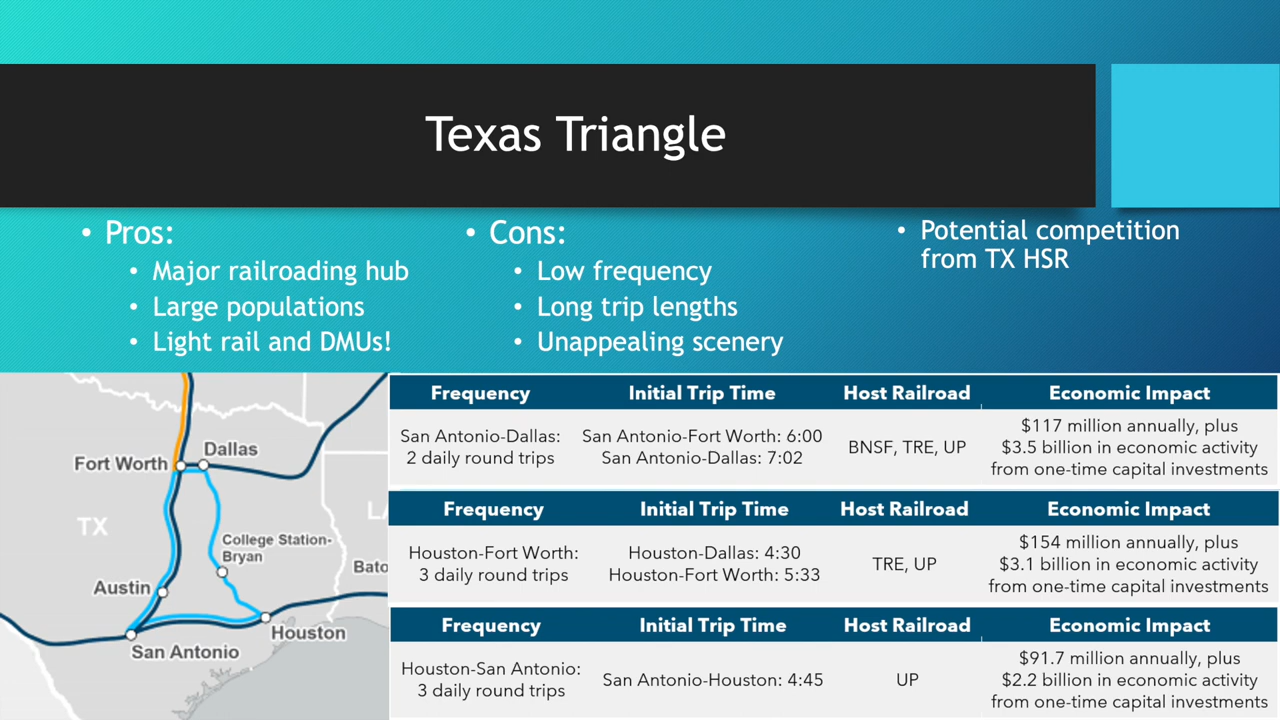 Texas Triangle
• Pros:
• Major railroading hub
• Large populations
• Light rail and DMUs!
• Cons:
• Low frequency
• Long trip lengths
• Unappealing scenery
• Potential competition
from TX HSR
Dallas
Fort Worth
TX
LA
College Station-
Bryan
Bato
Austin
Houston
San Antonio
Frequency
Initial Trip Time
Host Railroad
Economic Impact
San Antonio-Dallas:
2 daily round trips
San Antonio-Fort Worth: 6:00
San Antonio-Dallas: 7:02
BNSF, TRE, UP
$117 million annually, plus
$3.5 billion in economic activity
from one-time capital investments
Frequency
Initial Trip Time
Host Railroad
Economic Impact
Houston-Fort Worth:
3 daily round trips
Houston-Dallas: 4:30
Houston-Fort Worth: 5:33
TRE, UP
$154 million annually, plus
$3.1 billion in economic activity
from one-time capital investments
Frequency
Initial Trip Time
Host Railroad
Economic Impact
Houston-San Antonio:
3 daily round trips
San Antonio-Houston: 4:45
UP
$91.7 million annually, plus
$2.2 billion in economic activity
from one-time capital investments